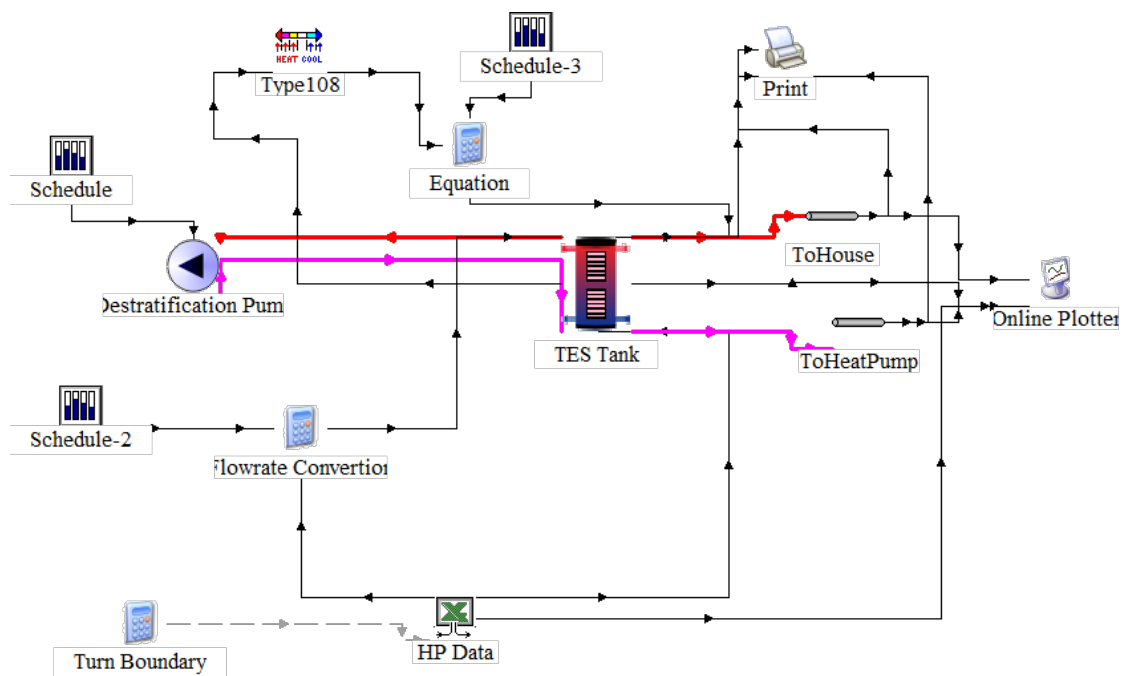 HEAT COOL
Type108
Schedule-3
Print
Schedule
Equation
ToHouse
Destratification Pum
Online Plotter
TES Tank
ToHeatPump
Schedule-2
Flowrate Convertion
Turn Boundary
HP Data